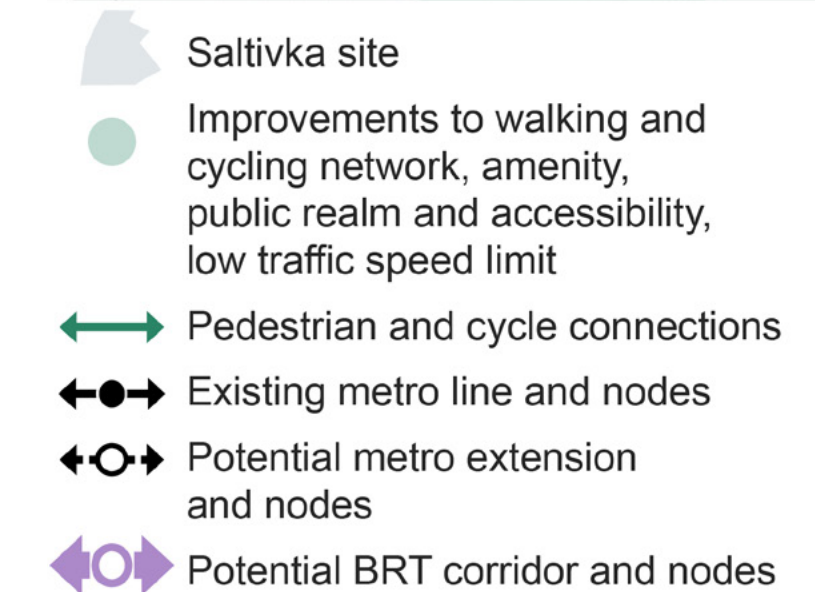 Saltivka site
Improvements to walking and
cycling network, amenity,
public realm and accessibility,
low traffic speed limit
Pedestrian and cycle connections
Existing metro line and nodes
Potential metro extension
and nodes
Potential BRT corridor and nodes